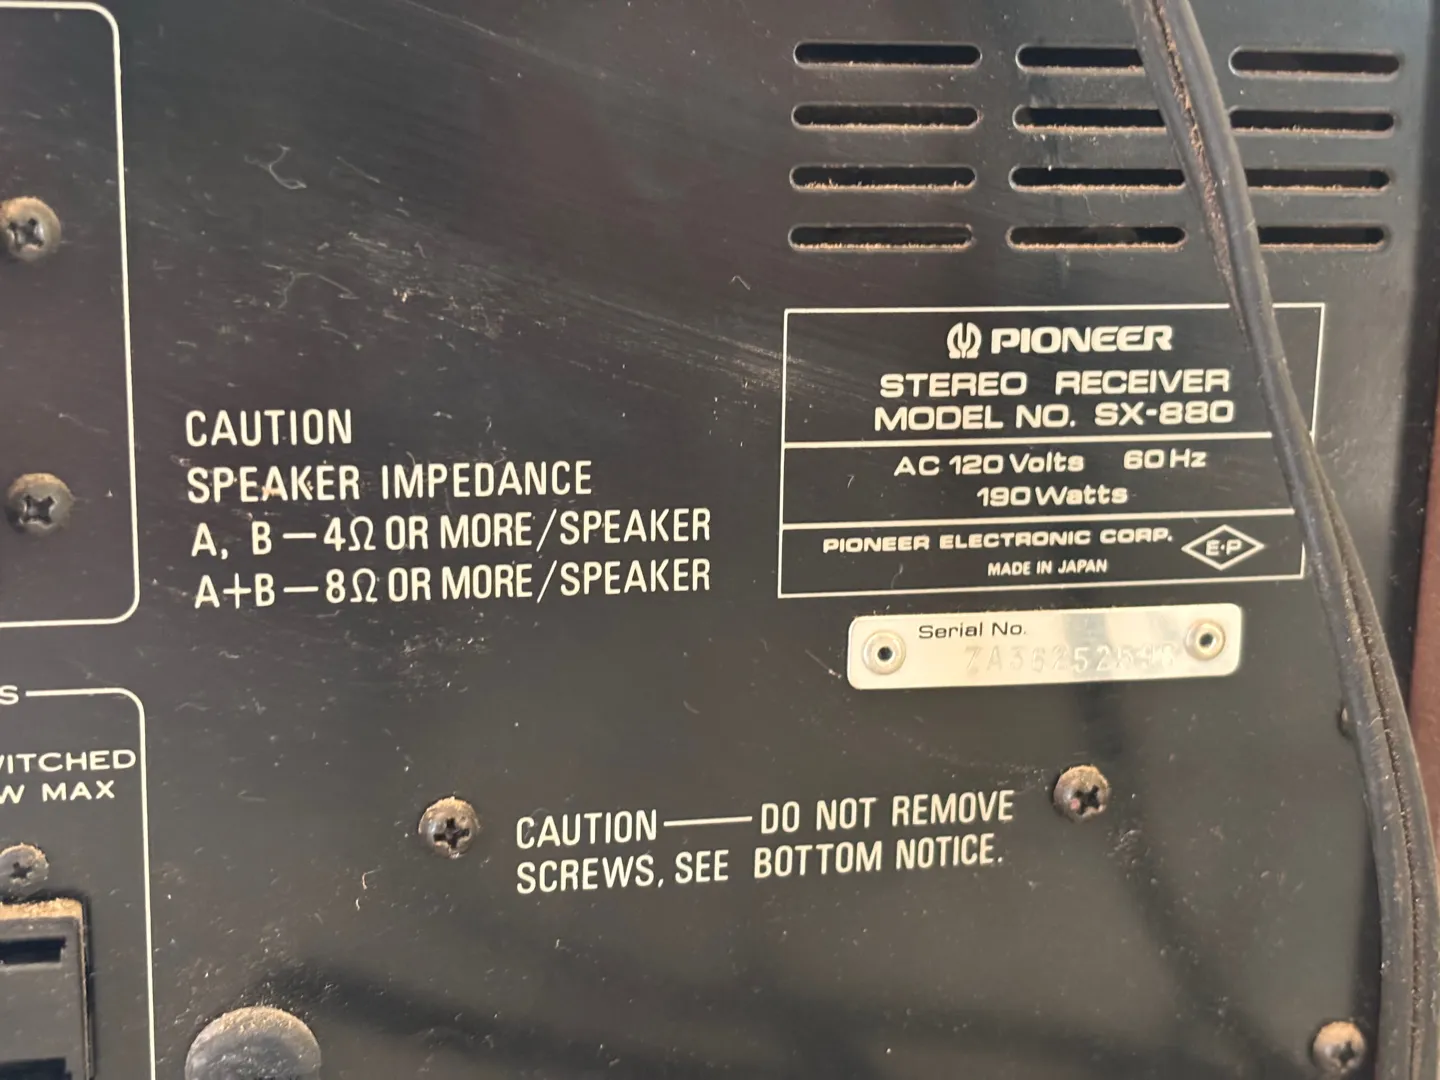 CAUTION
SPEAKER IMPEDANCE
A, B — 4Ω OR MORE/SPEAKER
A+B — 8Ω OR MORE/SPEAKER
PIONEER
STEREO RECEIVER
MODEL NO. SX-880
AC 120 Volts 60 Hz
190 Watts
PIONEER ELECTRONIC CORP.
E·P
MADE IN JAPAN
Serial No.
MAX
CAUTION — DO NOT REMOVE
SCREWS, SEE BOTTOM NOTICE.